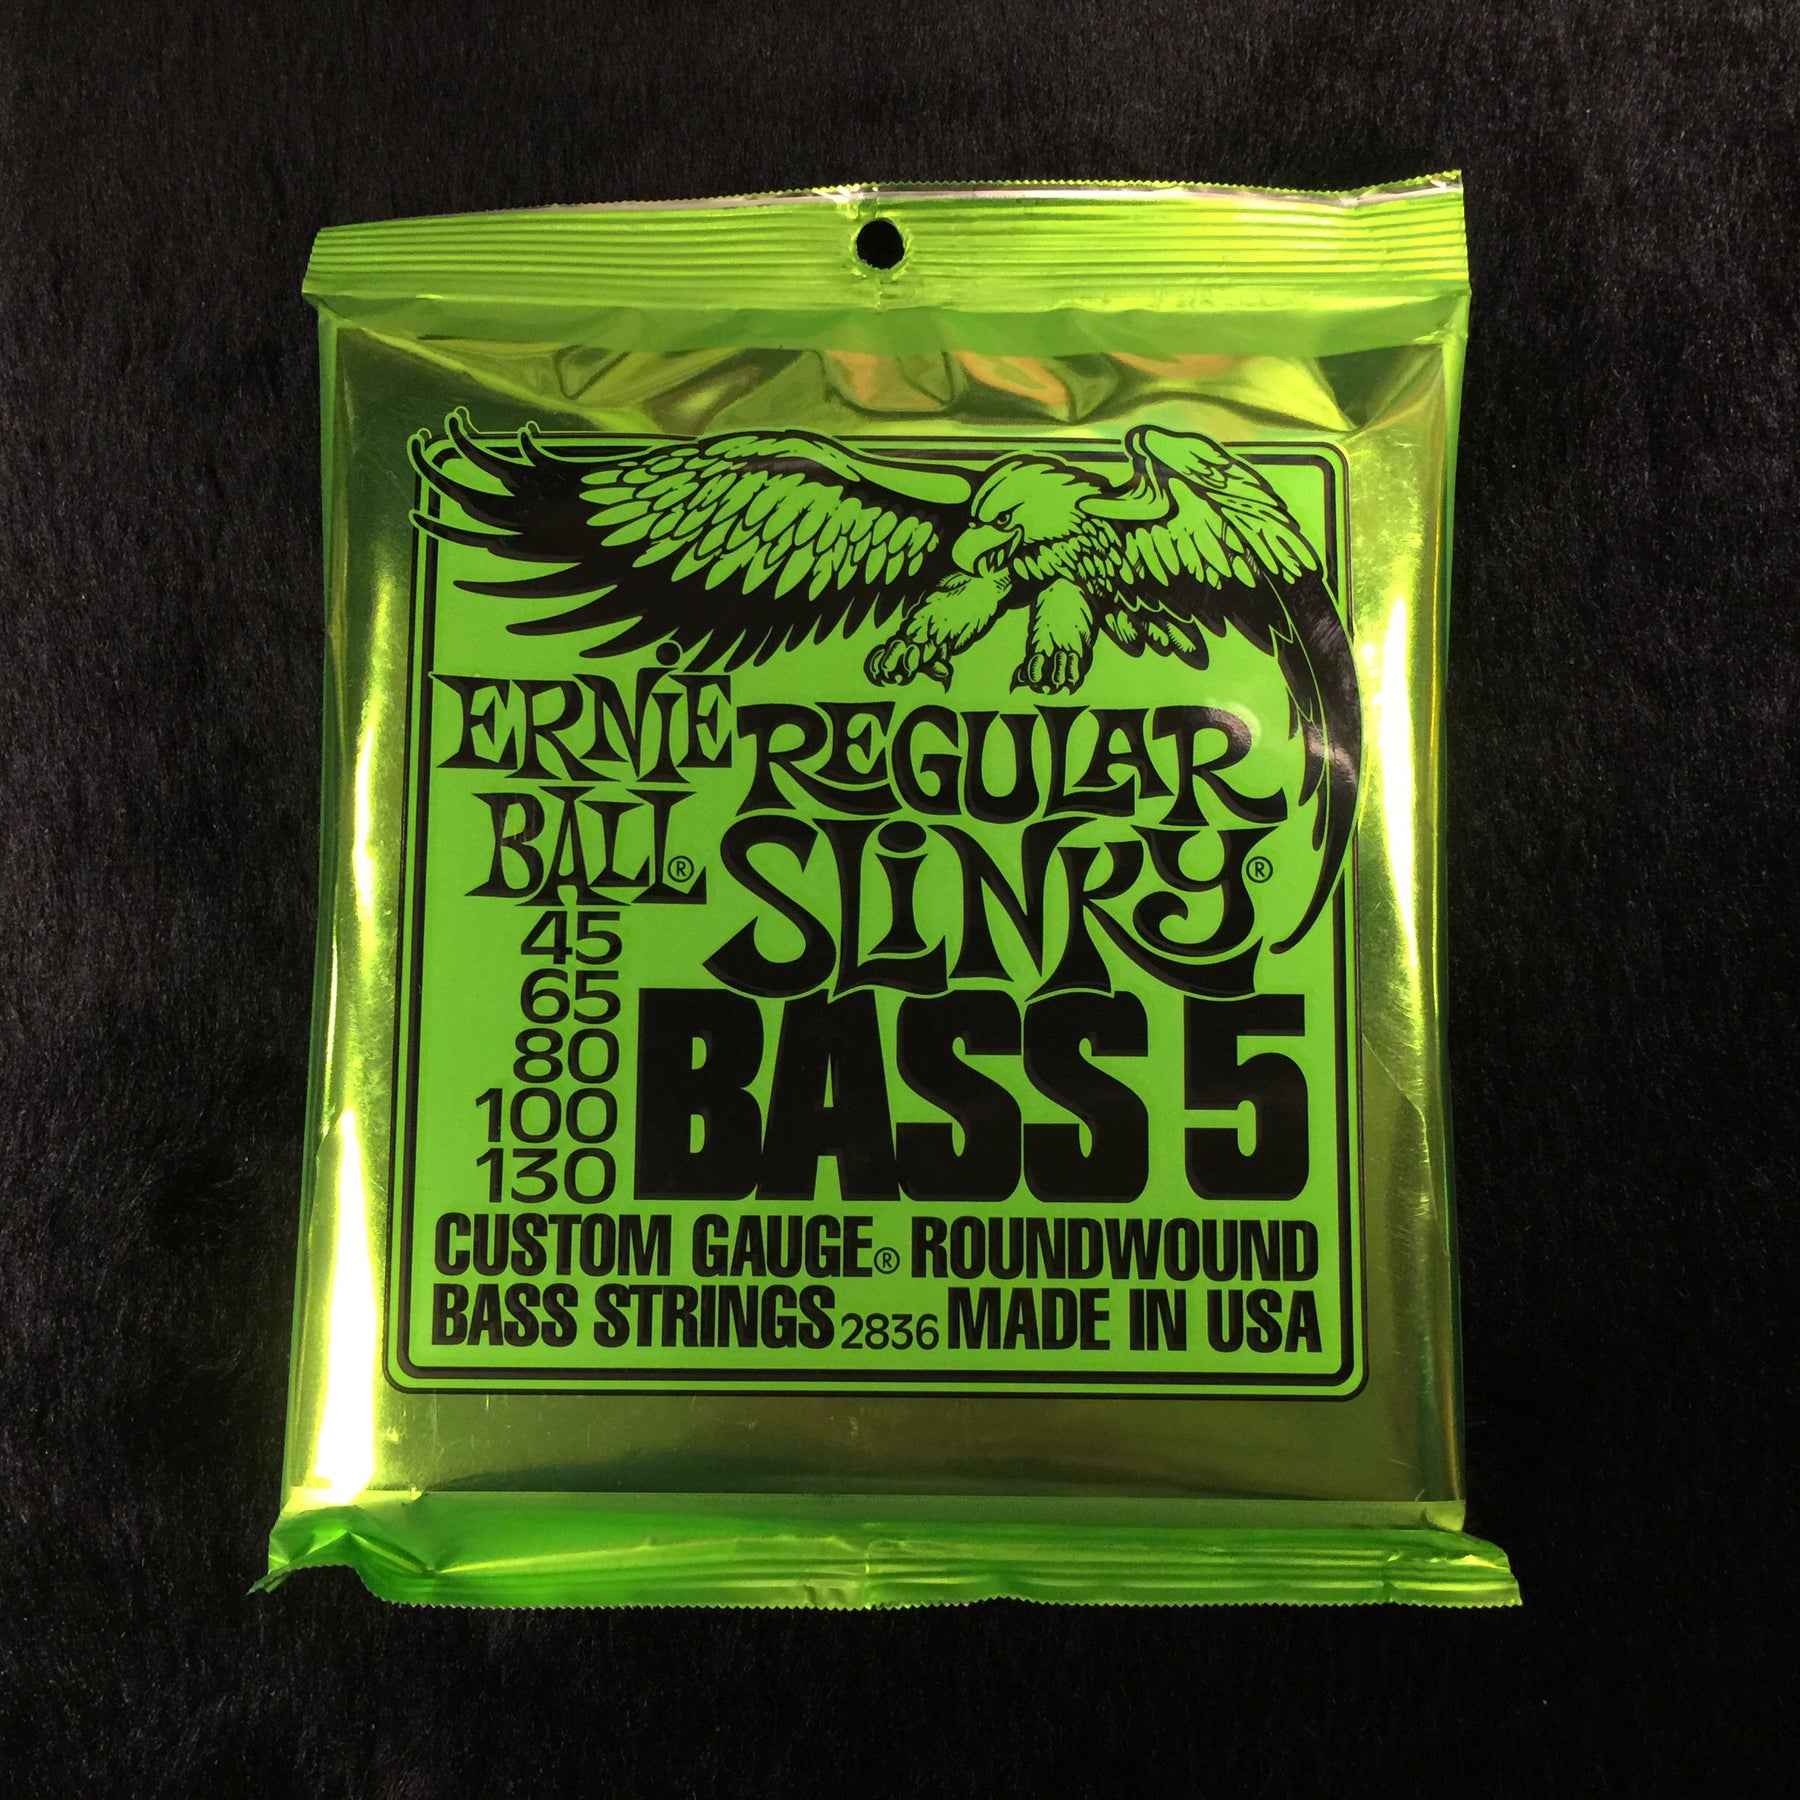 ERNiE
BALL®
REGULAR
SLiNKY®
45
65
80
100
130
BASS 5
CUSTOM GAUGE® ROUNDWOUND
BASS STRINGS 2836 MADE IN USA